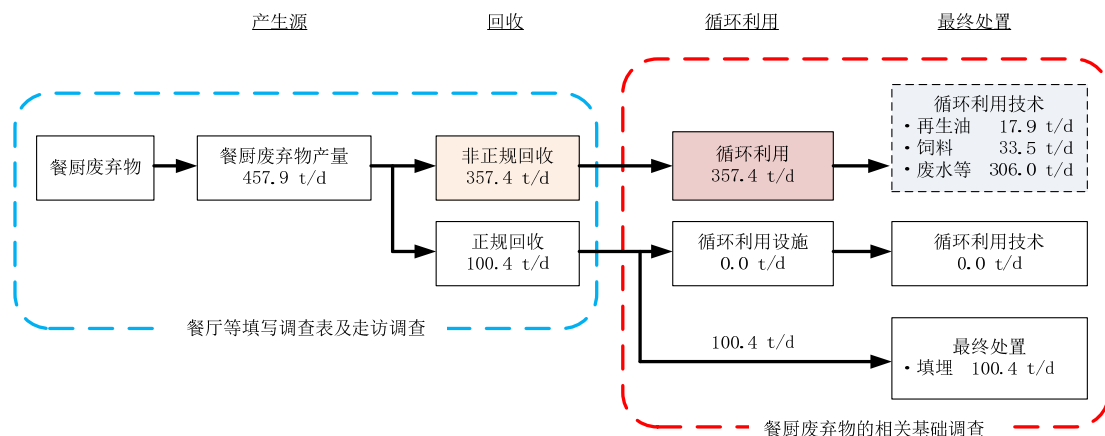 产生源
回收
循环利用
最终处置
餐厨废弃物
餐厨废弃物产量
457.9 t/d
非正规回收
357.4 t/d
循环利用
357.4 t/d
循环利用技术
·再生油 17.9 t/d
·饲料 33.5 t/d
·废水等 306.0 t/d
正规回收
100.4 t/d
循环利用设施
0.0 t/d
循环利用技术
0.0 t/d
100.4 t/d
最终处置
·填埋 100.4 t/d
餐厅等填写调查表及走访调查
餐厨废弃物的相关基础调查